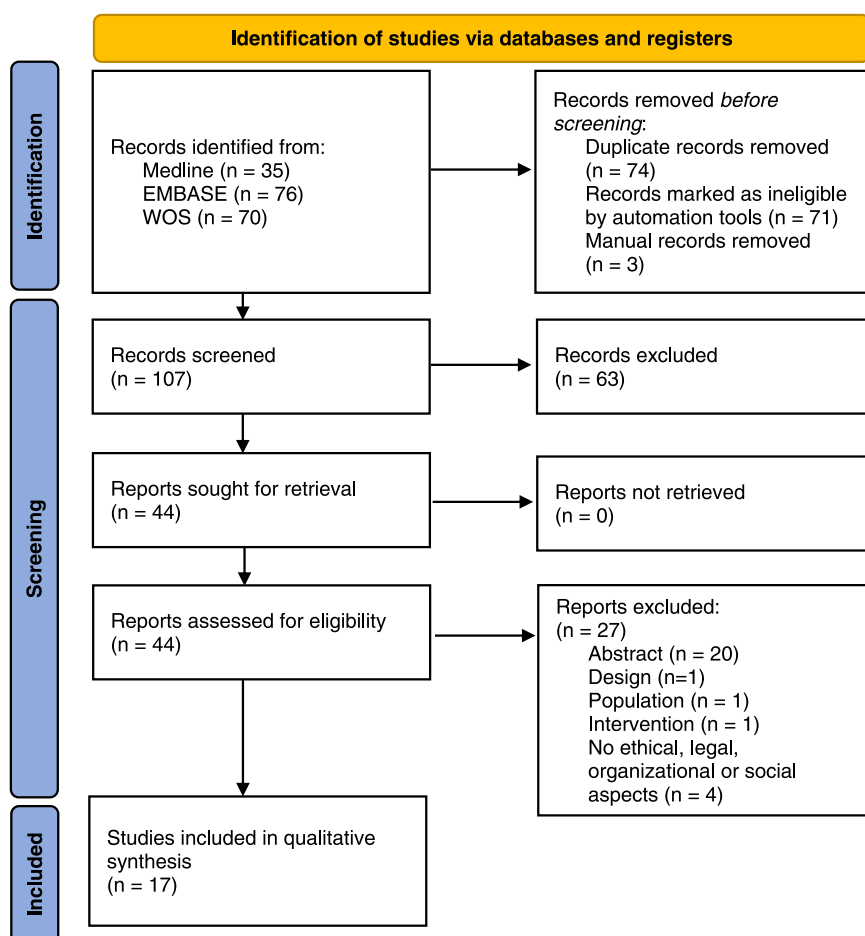 Identification of studies via databases and registers
Identification
Records identified from:
Medline (n = 35)
EMBASE (n = 76)
WOS (n = 70)
Records removed before
screening:
Duplicate records removed
(n = 74)
Records marked as ineligible
by automation tools (n = 71)
Manual records removed
(n = 3)
Screening
Records screened
(n = 107)
Records excluded
(n = 63)
Reports sought for retrieval
(n = 44)
Reports not retrieved
(n = 0)
Reports assessed for eligibility
(n = 44)
Reports excluded:
(n = 27)
Abstract (n = 20)
Design (n=1)
Population (n = 1)
Intervention (n = 1)
No ethical, legal,
organizational or social
aspects (n = 4)
Included
Studies included in qualitative
synthesis
(n = 17)